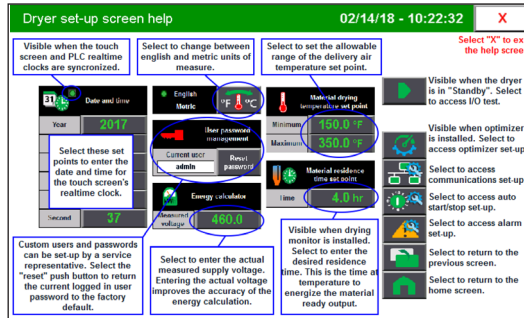 Dryer set-up screen help
02/14/18 - 10:22:32
X
Select "X" to ex
the help scree
Visible when the touch
screen and PLC realtime
clocks are syncronized.
Select to change between
english and metric units of
measure.
Select to set the allowable
range of the delivery air
temperature set point.
Visible when the dryer
is in "Standby". Select
to access I/O test.
31
Date and time
Year
2017
Select these set
points to enter the
date and time for
the touch screen's
realtime clock.
Second
37
English
Metric
°F
°C
User password
management
Current user
admin
Reset
password
Energy calculator
Measured
voltage
460.0
Material drying
temperature set point
Minimum
150.0 °F
Maximum
350.0 °F
Material residence
time set point
Time
4.0 hr
Visible when optimizer
is installed. Select to
access optimizer set-up
Select to access
communications set-up
Select to access auto
start/stop set-up.
Select to access alarm
set-up.
Select to return to the
previous screen.
Select to return to the
home screen.
Custom users and passwords
can be set-up by a service
representative. Select the
"reset" push button to return
the current logged in user
password to the factory
default.
Select to enter the actual
measured supply voltage.
Entering the actual voltage
improves the accuracy of the
energy calculation.
Visible when drying
monitor is installed.
Select to enter the
desired residence
time. This is the time at
temperature to
energize the material
ready output.